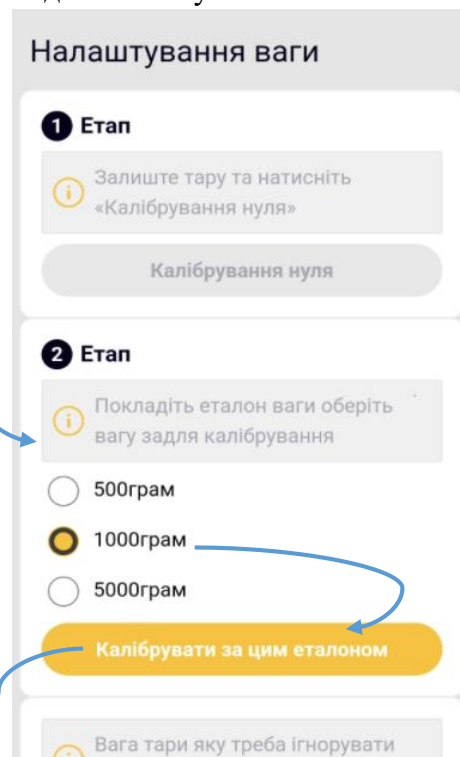 Налаштування ваги
1 Етап
Залиште тару та натисніть
«Калібрування нуля»
Калібрування нуля
2 Етап
Покладіть еталон ваги оберіть
вагу задля калібрування
500грам
1000грам
5000грам
Калібрувати за цим еталоном
Вага тари яку треба ігнорувати